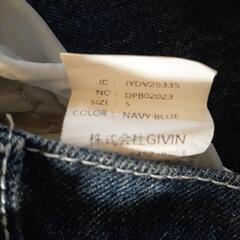 ID : JYDV25335
NO : DPB02023
SIZE : S
COLOR : NAVY BLUE
株式会社GIVIN